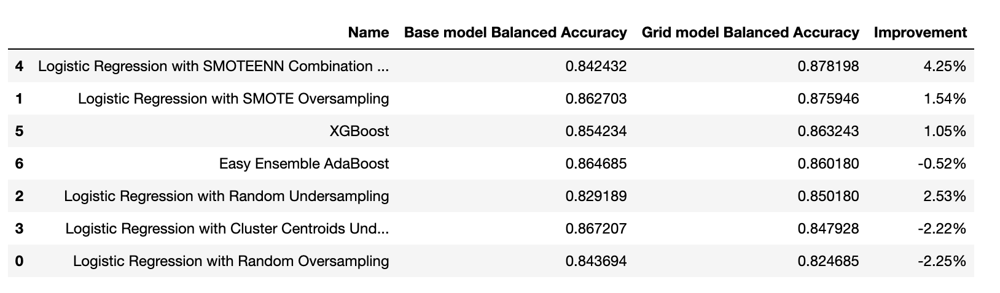 Name Base model Balanced Accuracy Grid model Balanced Accuracy Improvement
4 Logistic Regression with SMOTEENN Combination ... 0.842432 0.878198 4.25%
1 Logistic Regression with SMOTE Oversampling 0.862703 0.875946 1.54%
5 XGBoost 0.854234 0.863243 1.05%
6 Easy Ensemble AdaBoost 0.864685 0.860180 -0.52%
2 Logistic Regression with Random Undersampling 0.829189 0.850180 2.53%
3 Logistic Regression with Cluster Centroids Und... 0.867207 0.847928 -2.22%
0 Logistic Regression with Random Oversampling 0.843694 0.824685 -2.25%